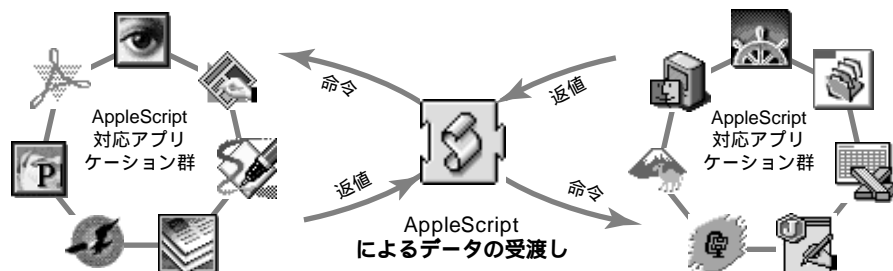 命令
返値
AppleScript
対応アプリ
ケーション群
AppleScript
対応アプリ
ケーション群
P
返値
命令
AppleScript
によるデータの受渡し